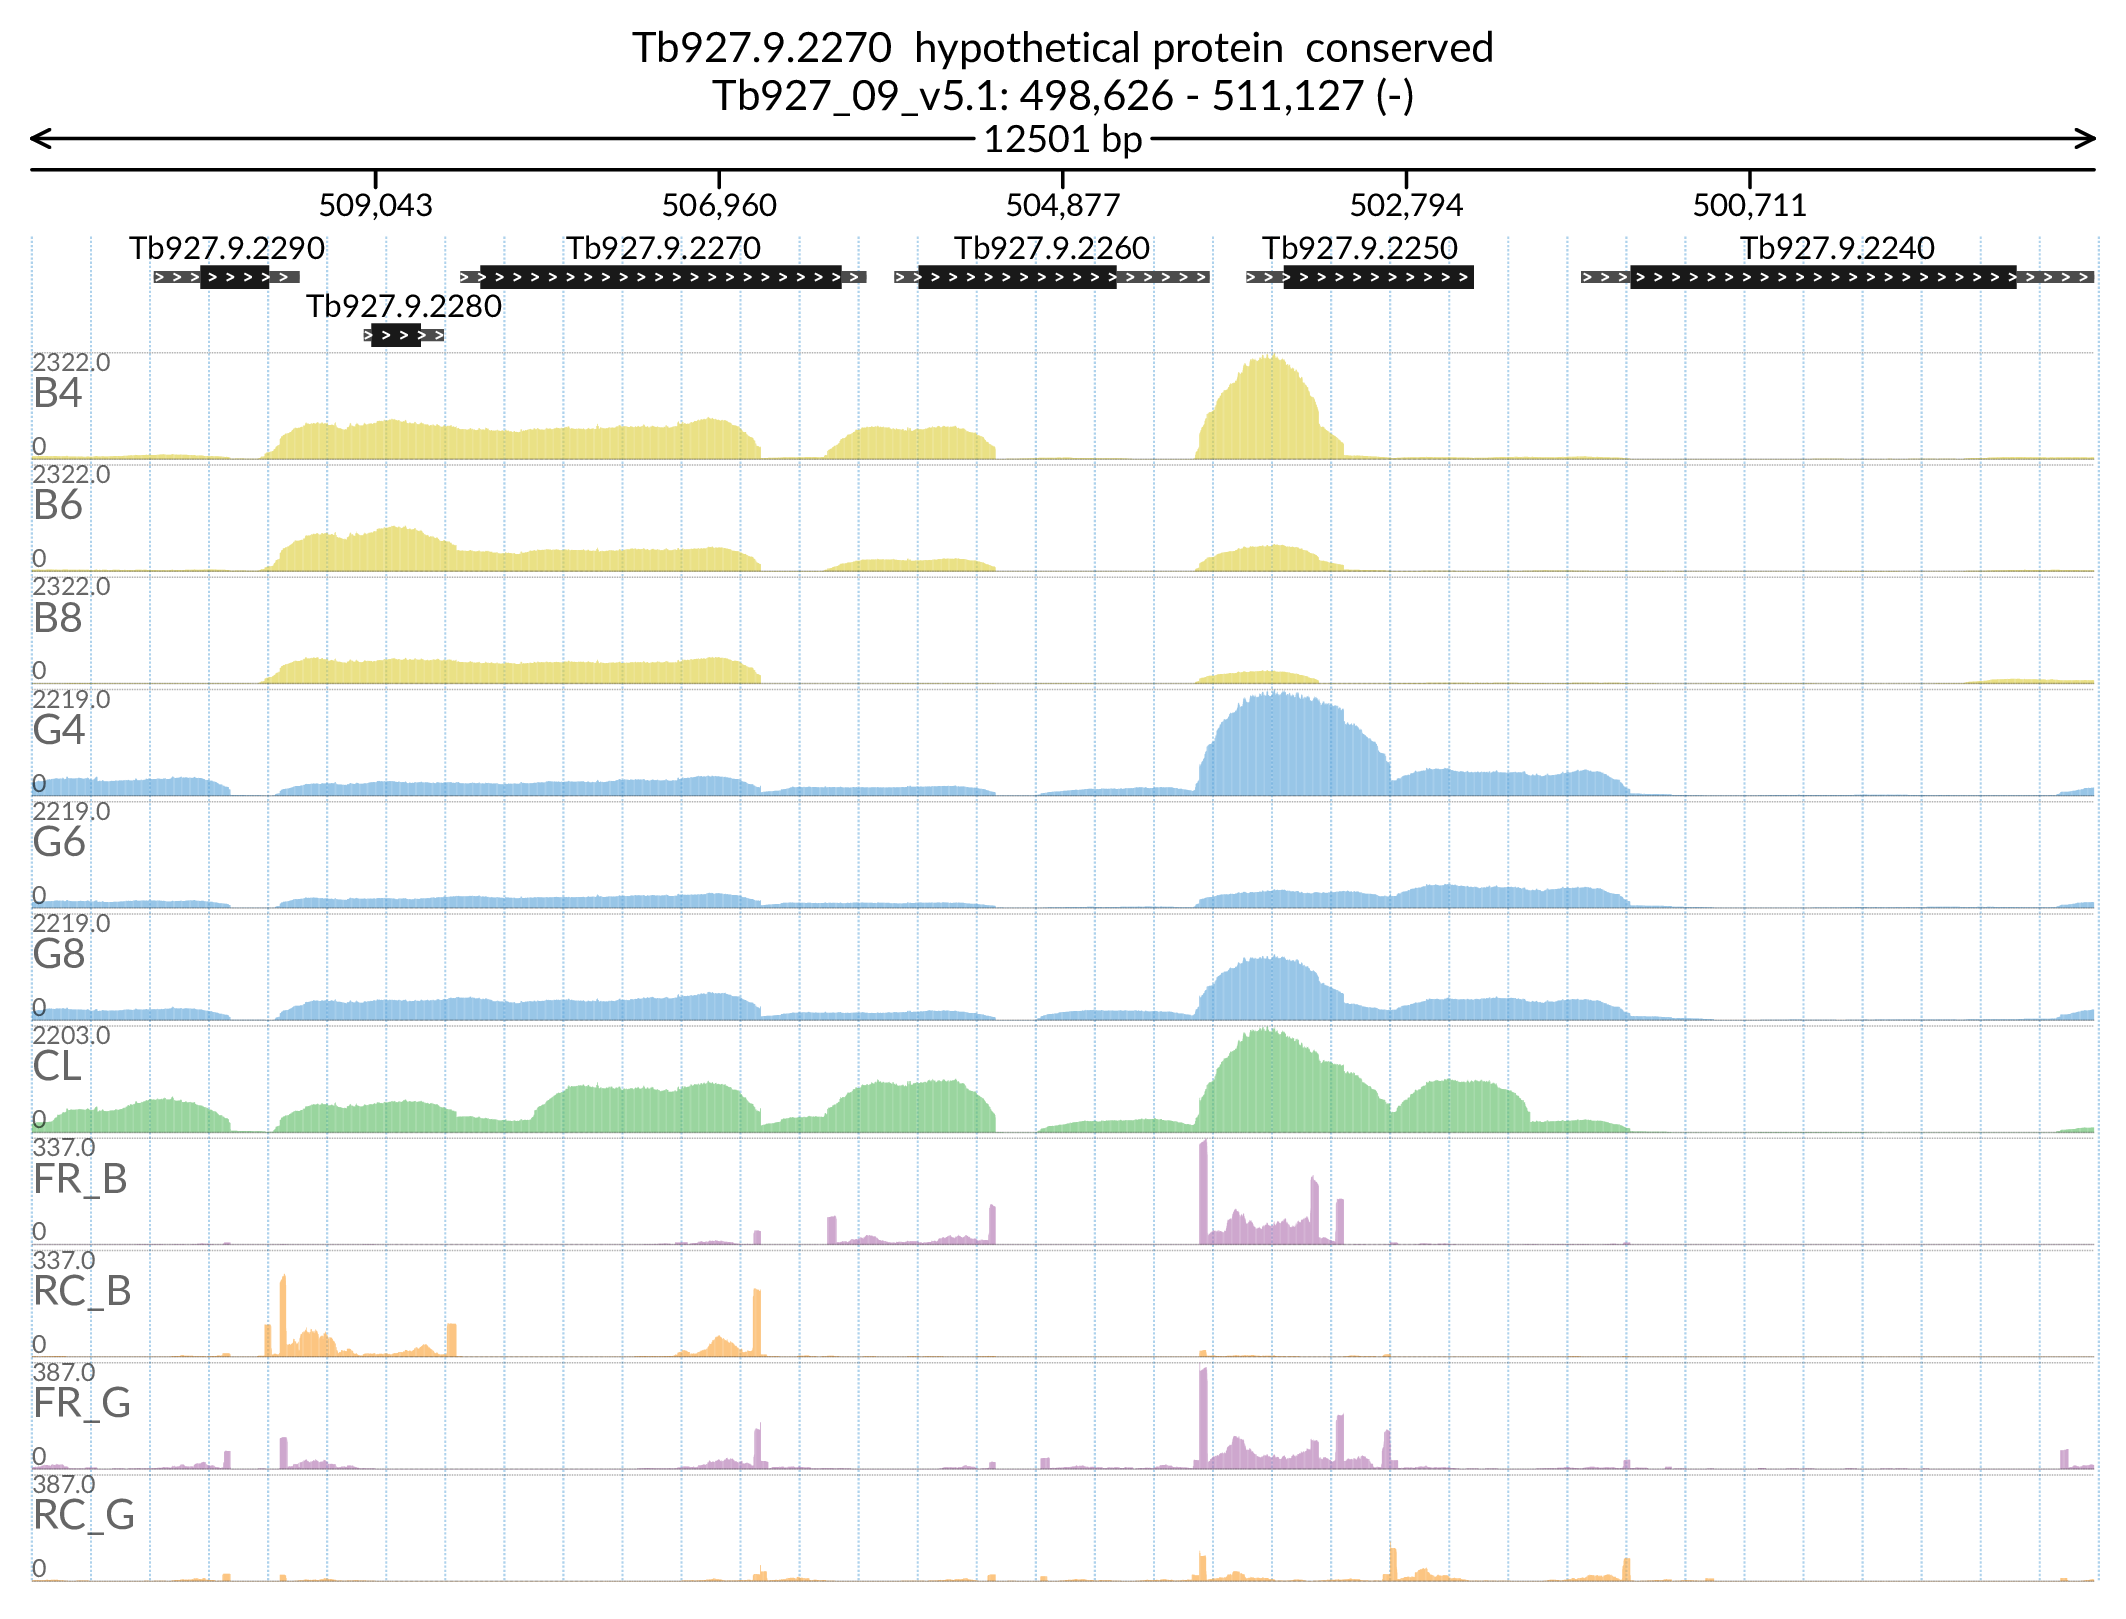 Tb927.9.2270 hypothetical protein conserved
Tb927_09_v5.1: 498,626 - 511,127 (-)
12501 bp
509,043 506,960 504,877 502,794 500,711
Tb927.9.2290 Tb927.9.2270 Tb927.9.2260 Tb927.9.2250 Tb927.9.2240
Tb927.9.2280
2322.0
B4
0
2322.0
B6
0
2322.0
B8
0
2219.0
G4
0
2219.0
G6
0
2219.0
G8
0
2203.0
CL
0
337.0
FR_B
0
337.0
RC_B
0
387.0
FR_G
0
387.0
RC_G
0